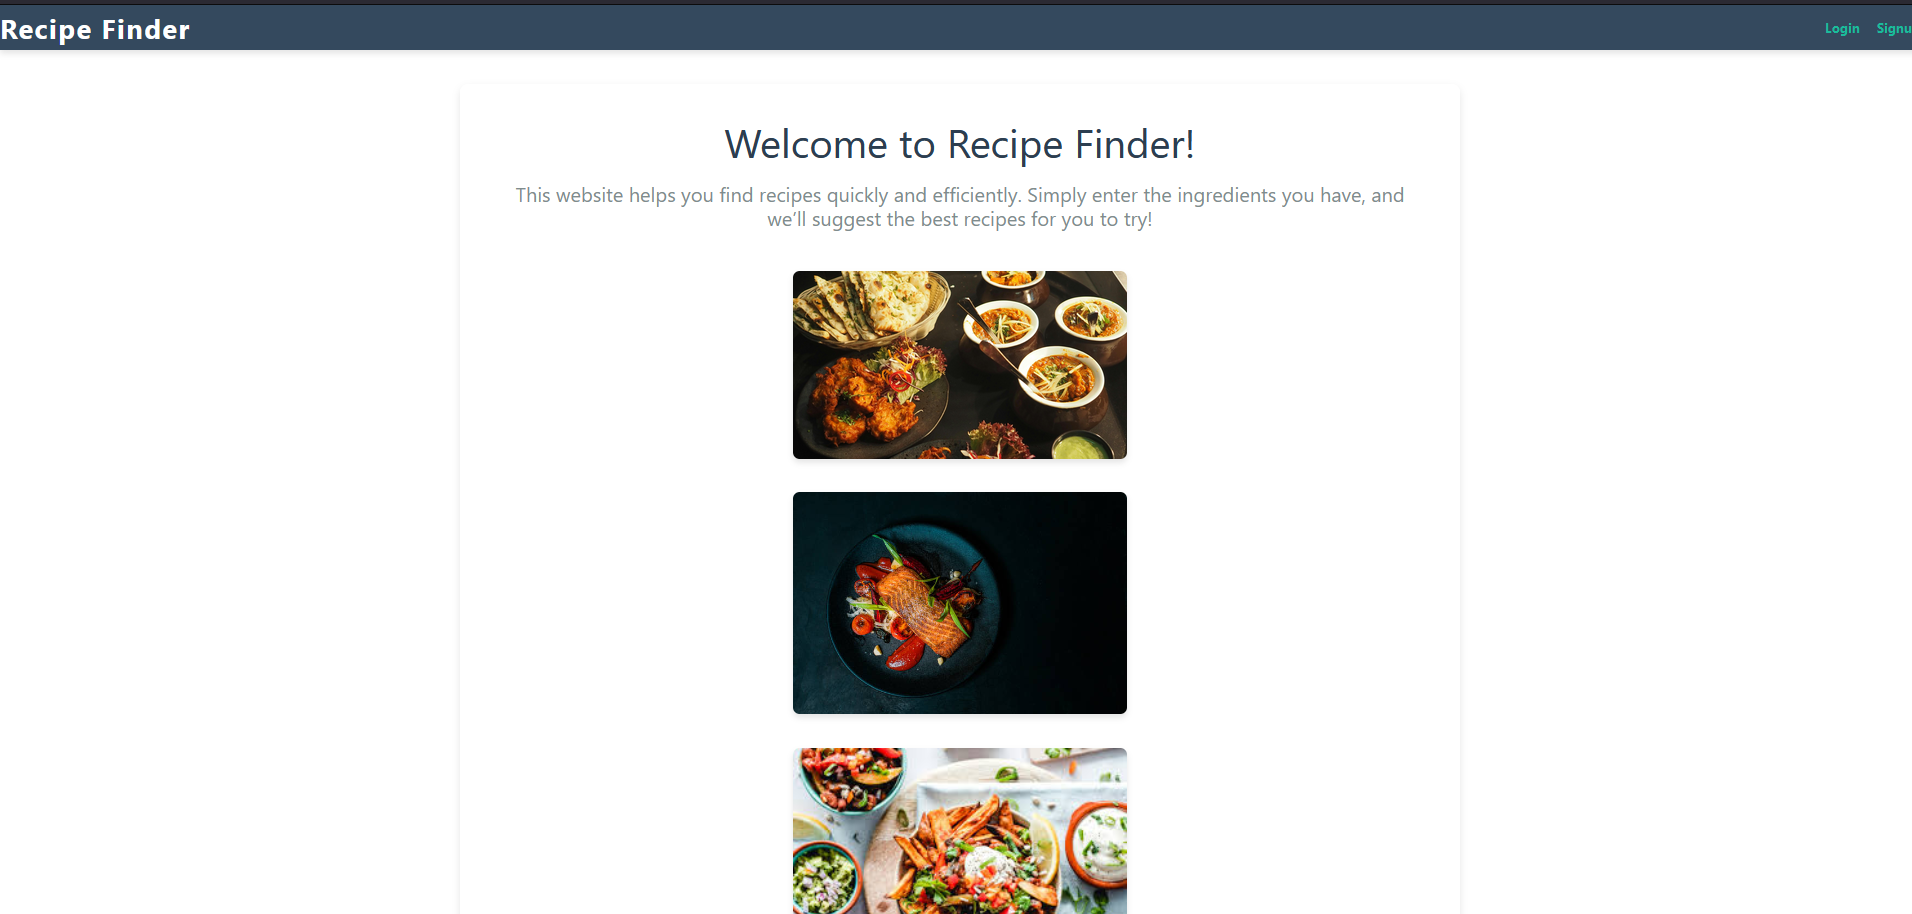 Recipe Finder
Login Signu
Welcome to Recipe Finder!
This website helps you find recipes quickly and efficiently. Simply enter the ingredients you have, and
we’ll suggest the best recipes for you to try!